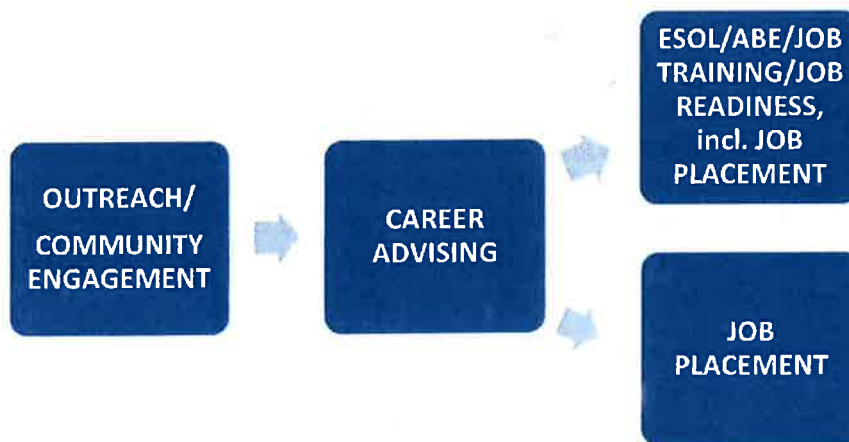 OUTREACH/
COMMUNITY
ENGAGEMENT
CAREER
ADVISING
ESOL/ABE/JOB
TRAINING/JOB
READINESS,
incl. JOB
PLACEMENT
JOB
PLACEMENT